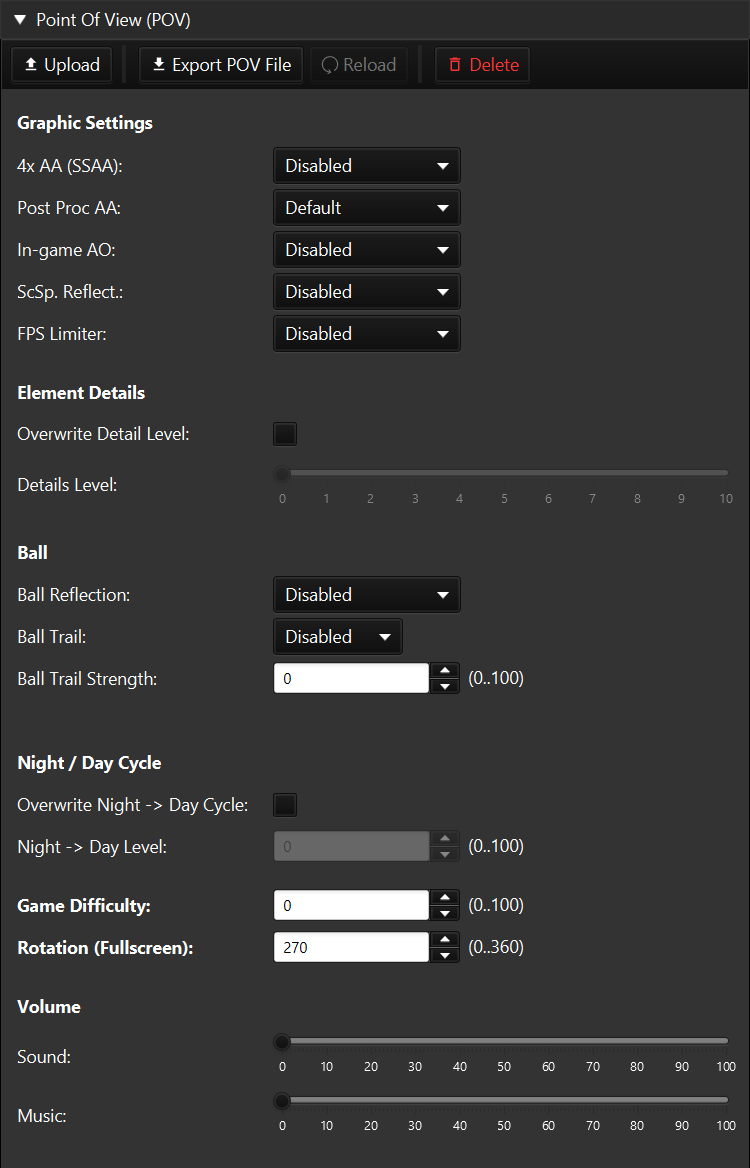 Point Of View (POV)
Upload Export POV File Reload Delete
Graphic Settings
4x AA (SSAA): Disabled
Post Proc AA: Default
In-game AO: Disabled
ScSp. Reflect.: Disabled
FPS Limiter: Disabled
Element Details
Overwrite Detail Level:
Details Level:
0 1 2 3 4 5 6 7 8 9 10
Ball
Ball Reflection: Disabled
Ball Trail: Disabled
Ball Trail Strength: 0 (0..100)
Night / Day Cycle
Overwrite Night -> Day Cycle:
Night -> Day Level: 0 (0..100)
Game Difficulty: 0 (0..100)
Rotation (Fullscreen): 270 (0..360)
Volume
Sound:
0 10 20 30 40 50 60 70 80 90 100
Music:
0 10 20 30 40 50 60 70 80 90 100